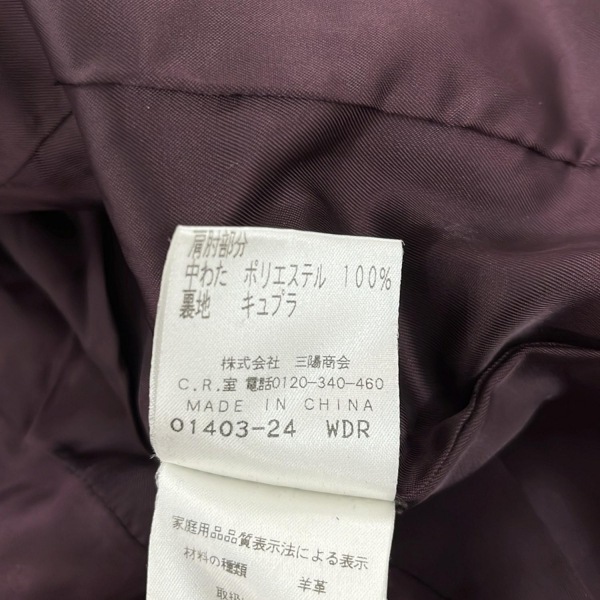 肩肘部分
中わた ポリエステル 100%
裏地 キュプラ
株式会社 三陽商会
C.R.室 電話0120-340-460
MADE IN CHINA
01403-24 WDR
家庭用品品質表示法による表示
材料の種類 羊革
取扱